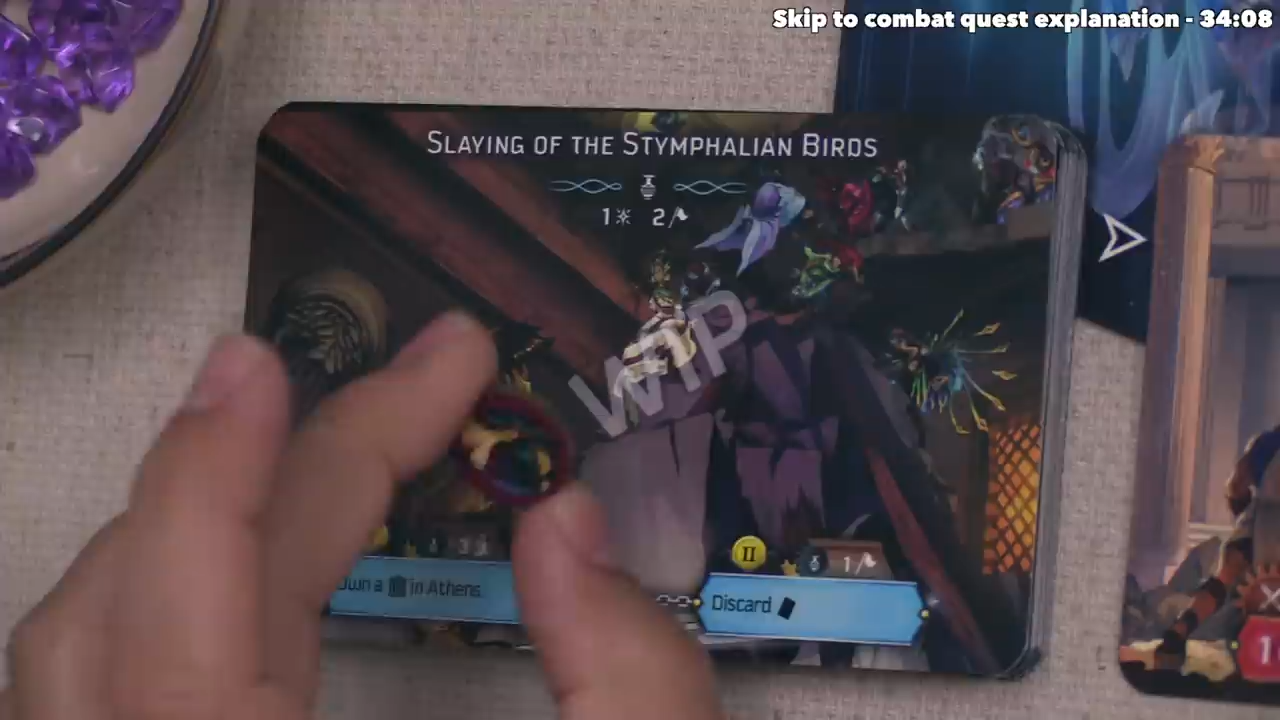 Skip to combat quest explanation - 34:08
SLAYING OF THE STYMPHALIAN BIRDS
1 2
WIP
II
1
in Athens.
Discard
1